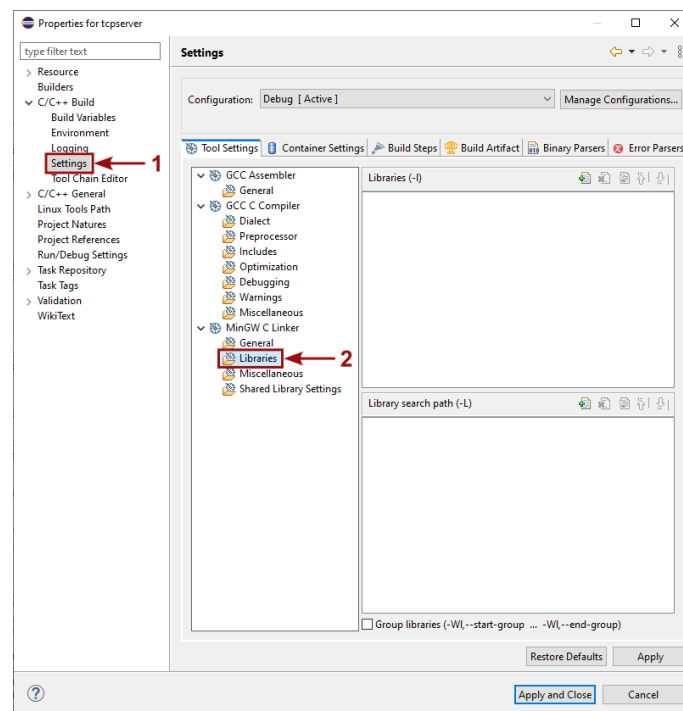 Properties for tcpserver
type filter text
Resource
Builders
C/C++ Build
Build Variables
Environment
Logging
Settings
1
Tool Chain Editor
C/C++ General
Linux Tools Path
Project Natures
Project References
Run/Debug Settings
Task Repository
Task Tags
Validation
WikiText
Settings
Configuration: Debug [ Active ]
Manage Configurations...
Tool Settings Container Settings Build Steps Build Artifact Binary Parsers Error Parsers
GCC Assembler
General
GCC C Compiler
Dialect
Preprocessor
Includes
Optimization
Debugging
Warnings
Miscellaneous
MinGW C Linker
General
Libraries
2
Miscellaneous
Shared Library Settings
Libraries (-l)
Library search path (-L)
Group libraries (-Wl,--start-group ... -Wl,--end-group)
Restore Defaults Apply
? Apply and Close Cancel